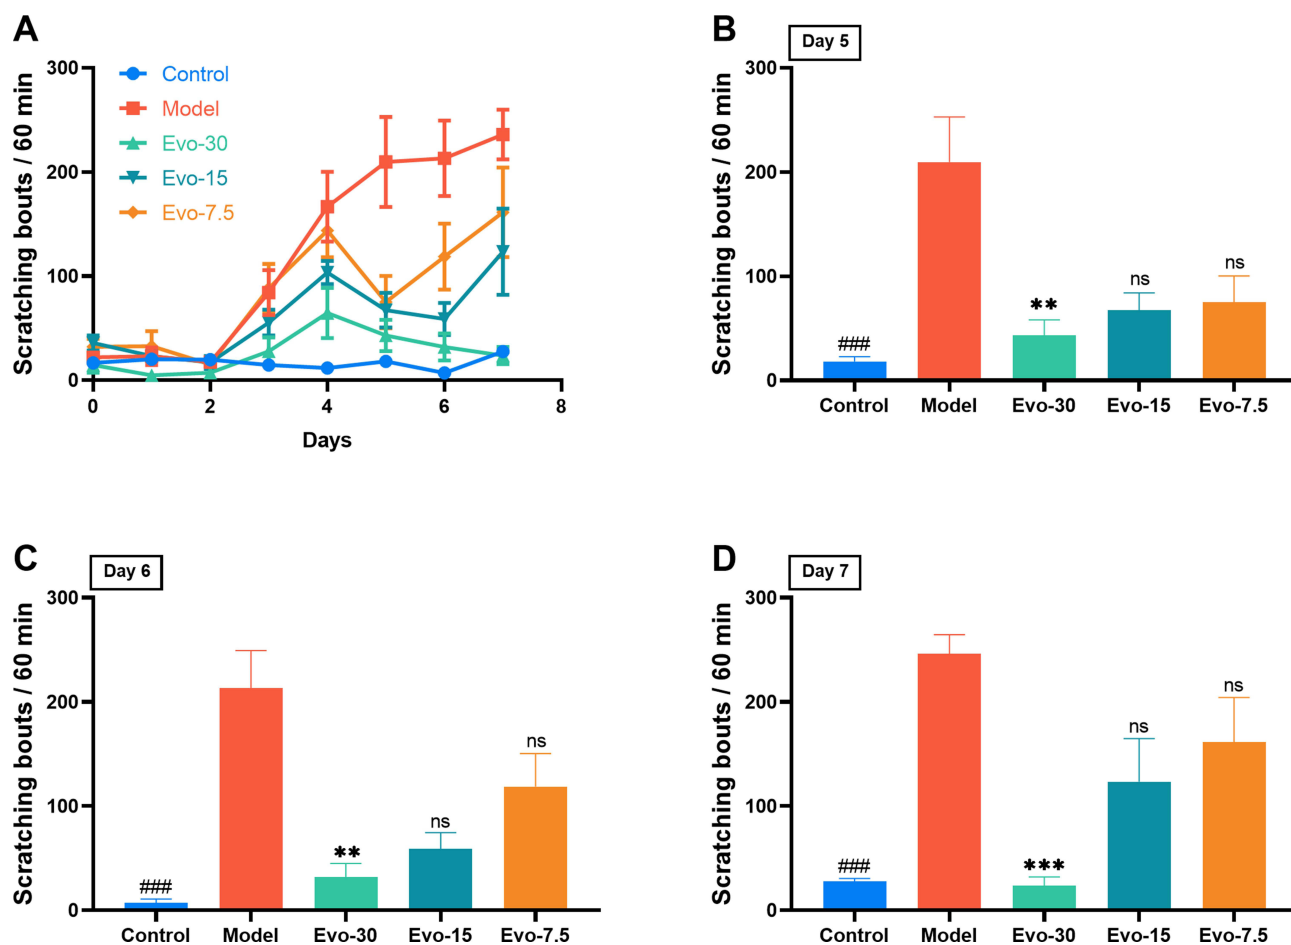 A
Scratching bouts / 60 min
300
200
100
0
Control
Model
Evo-30
Evo-15
Evo-7.5
0 2 4 6 8
Days
B
Day 5
Scratching bouts / 60 min
300
200
100
0
###
**
ns
ns
Control Model Evo-30 Evo-15 Evo-7.5
C
Day 6
Scratching bouts / 60 min
300
200
100
0
###
**
ns
ns
Control Model Evo-30 Evo-15 Evo-7.5
D
Day 7
Scratching bouts / 60 min
300
200
100
0
###
***
ns
ns
Control Model Evo-30 Evo-15 Evo-7.5